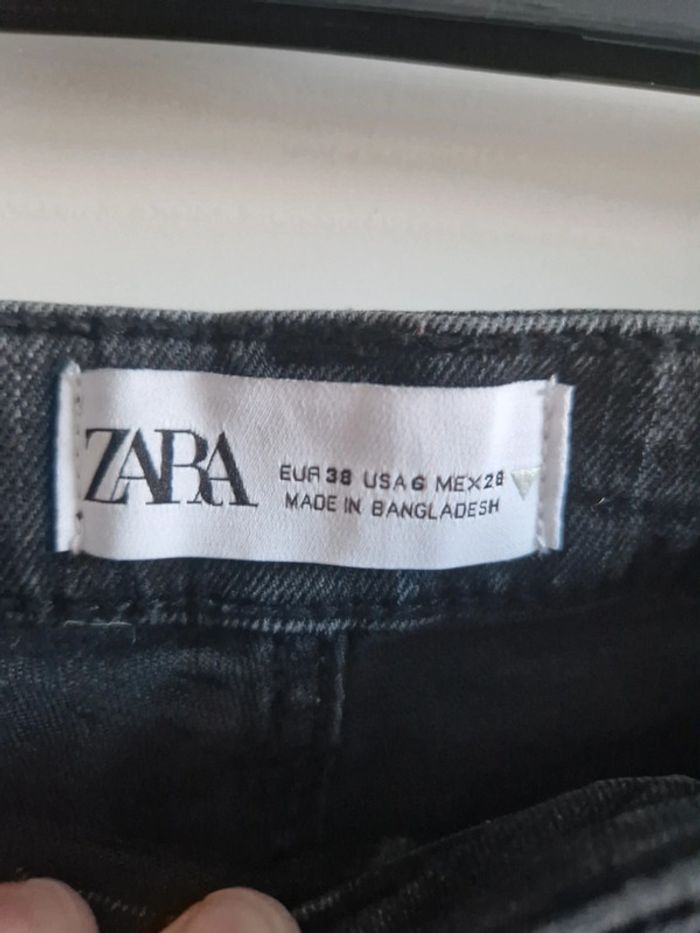 ZARA
EUR 38 USA 6 MEX 28
MADE IN BANGLADESH